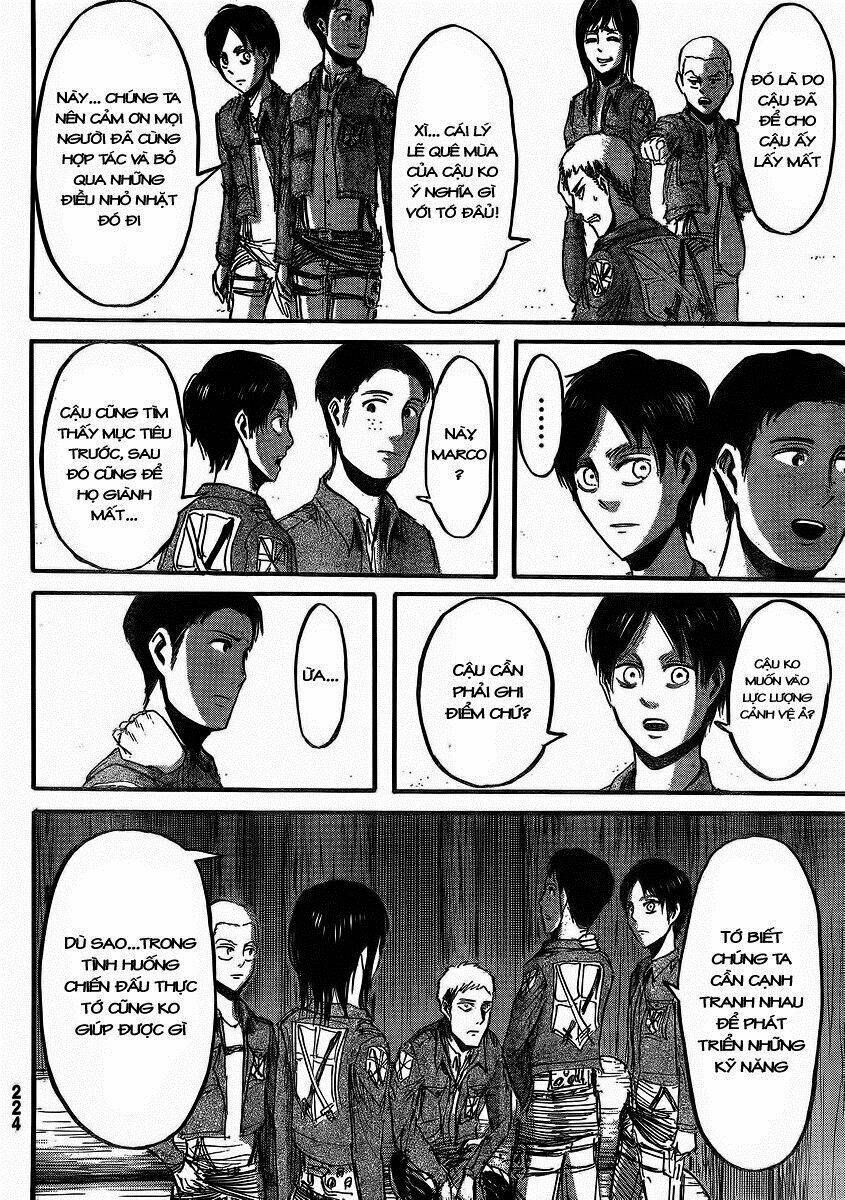 ĐÓ LÀ DO
CẬU ĐÃ
ĐỂ CHO
CẬU ẤY
LẤY MẤT
XÌ... CÁI LÝ
LẼ QUÊ MÙA
CỦA CẬU KO
Ý NGHĨA GÌ
VỚI TỚ ĐÂU!
NÀY... CHÚNG TA
NÊN CẢM ƠN MỌI
NGƯỜI ĐÃ CÙNG
HỢP TÁC VÀ BỎ
QUA NHỮNG
ĐIỀU NHỎ NHẶT
ĐÓ ĐI
......
NÀY,
MARCO
?
CẬU CŨNG TÌM
THẤY MỤC TIÊU
TRƯỚC, SAU
ĐÓ CŨNG ĐỂ
HỌ GIÀNH
MẤT...
CẬU KO
MUỐN VÀO
LỰC LƯỢNG
CẢNH VỆ À?
CẬU CẦN
PHẢI GHI
ĐIỂM CHỨ?
ỪA...
TỚ BIẾT
CHÚNG TA
CẦN CẠNH
TRANH NHAU
ĐỂ PHÁT
TRIỂN NHỮNG
KỸ NĂNG
DÙ SAO...TRONG
TÌNH HUỐNG
CHIẾN ĐẤU THỰC
TỚ CŨNG KO
GIÚP ĐƯỢC GÌ
224